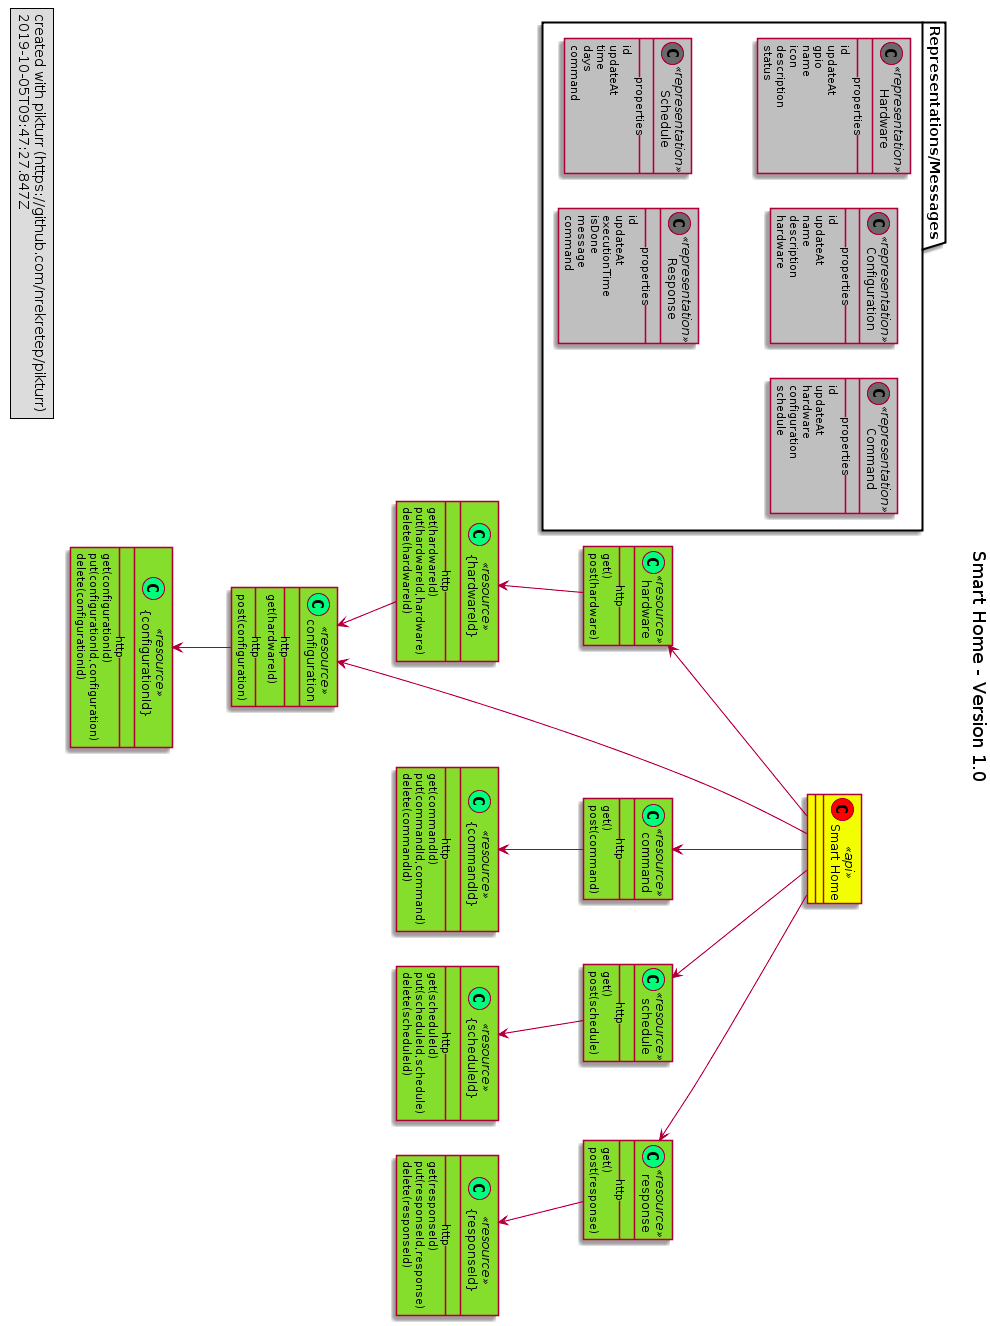 Smart Home - Version 1.0
Representations/Messages
«representation»
Hardware
properties
id
updateAt
gpio
name
icon
description
status
«representation»
Configuration
properties
id
updateAt
name
description
hardware
«representation»
Command
properties
id
updateAt
hardware
configuration
schedule
«representation»
Schedule
properties
id
updateAt
time
days
command
«representation»
Response
properties
id
updateAt
executionTime
isDone
message
command
«api»
Smart Home
«resource»
hardware
http
get()
post(hardware)
«resource»
command
http
get()
post(command)
«resource»
schedule
http
get()
post(schedule)
«resource»
response
http
get()
post(response)
«resource»
{hardwareId}
http
get(hardwareId)
put(hardwareId,hardware)
delete(hardwareId)
«resource»
{commandId}
http
get(commandId)
put(commandId,command)
delete(commandId)
«resource»
{scheduleId}
http
get(scheduleId)
put(scheduleId,schedule)
delete(scheduleId)
«resource»
{responseId}
http
get(responseId)
put(responseId,response)
delete(responseId)
«resource»
configuration
http
get(hardwareId)
http
post(configuration)
«resource»
{configurationId}
http
get(configurationId)
put(configurationId,configuration)
delete(configurationId)
created with pikturr (https://github.com/nrekretep/pikturr)
2019-10-05T09:47:27.847Z